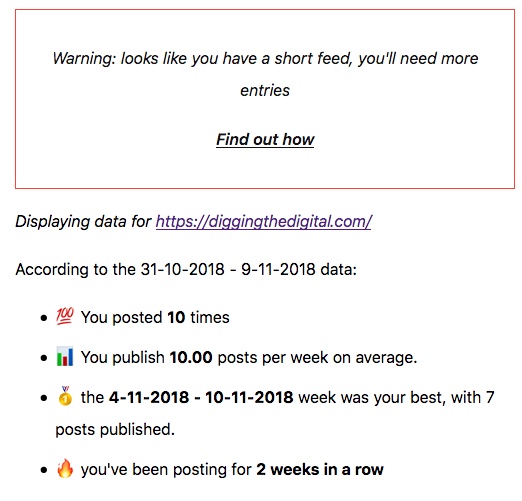 Warning: looks like you have a short feed, you'll need more
entries
Find out how
Displaying data for https://diggingthedigital.com/
According to the 31-10-2018 - 9-11-2018 data:
• 💯 You posted 10 times
• 📊 You publish 10.00 posts per week on average.
• 🏅 the 4-11-2018 - 10-11-2018 week was your best, with 7
posts published.
• 🔥 you've been posting for 2 weeks in a row